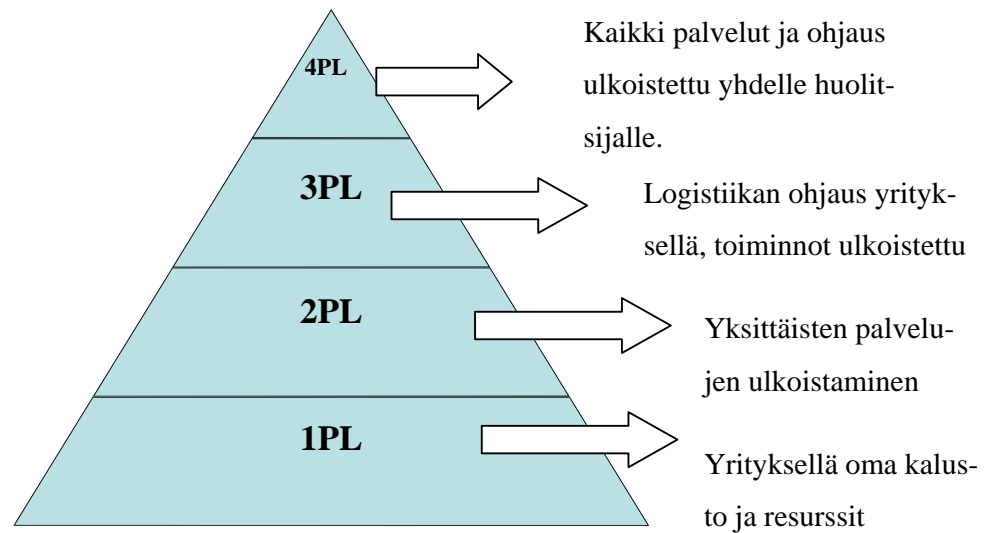 4PL
Kaikki palvelut ja ohjaus
ulkoistettu yhdelle huolit-
sijalle.
3PL
Logistiikan ohjaus yrityk-
sellä, toiminnot ulkoistettu
2PL
Yksittäisten palvelu-
jen ulkoistaminen
1PL
Yrityksellä oma kalus-
to ja resurssit